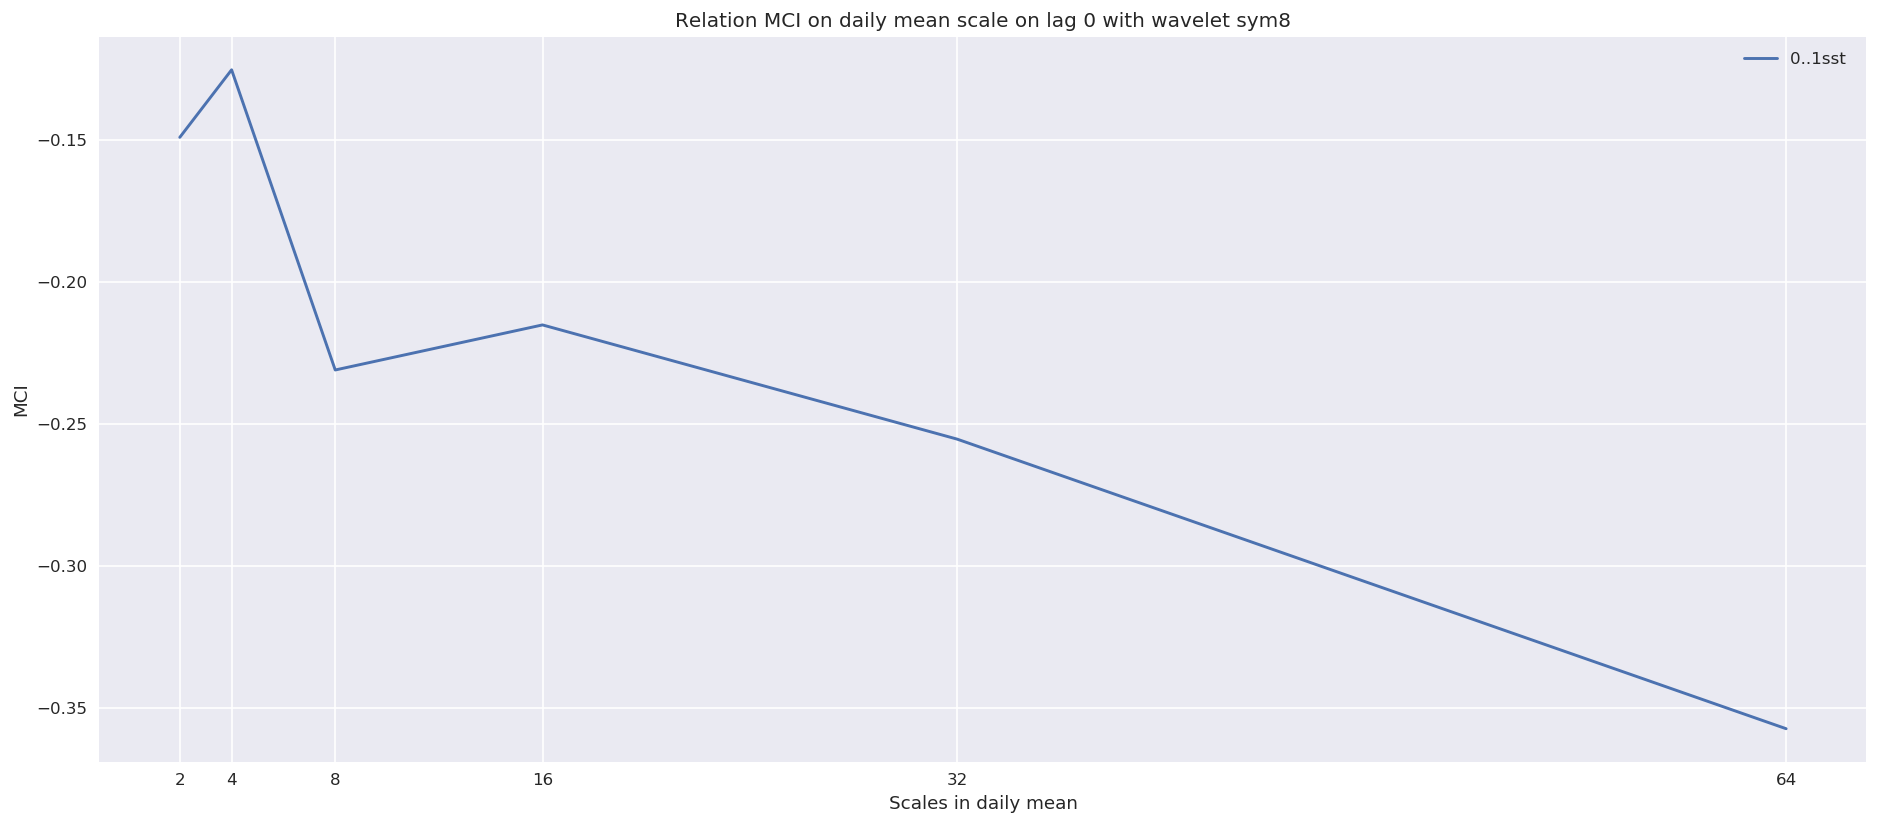 Relation MCI on daily mean scale on lag 0 with wavelet sym8
0..1sst
−0.15
−0.20
−0.25
−0.30
−0.35
MCI
2 4 8 16 32 64
Scales in daily mean